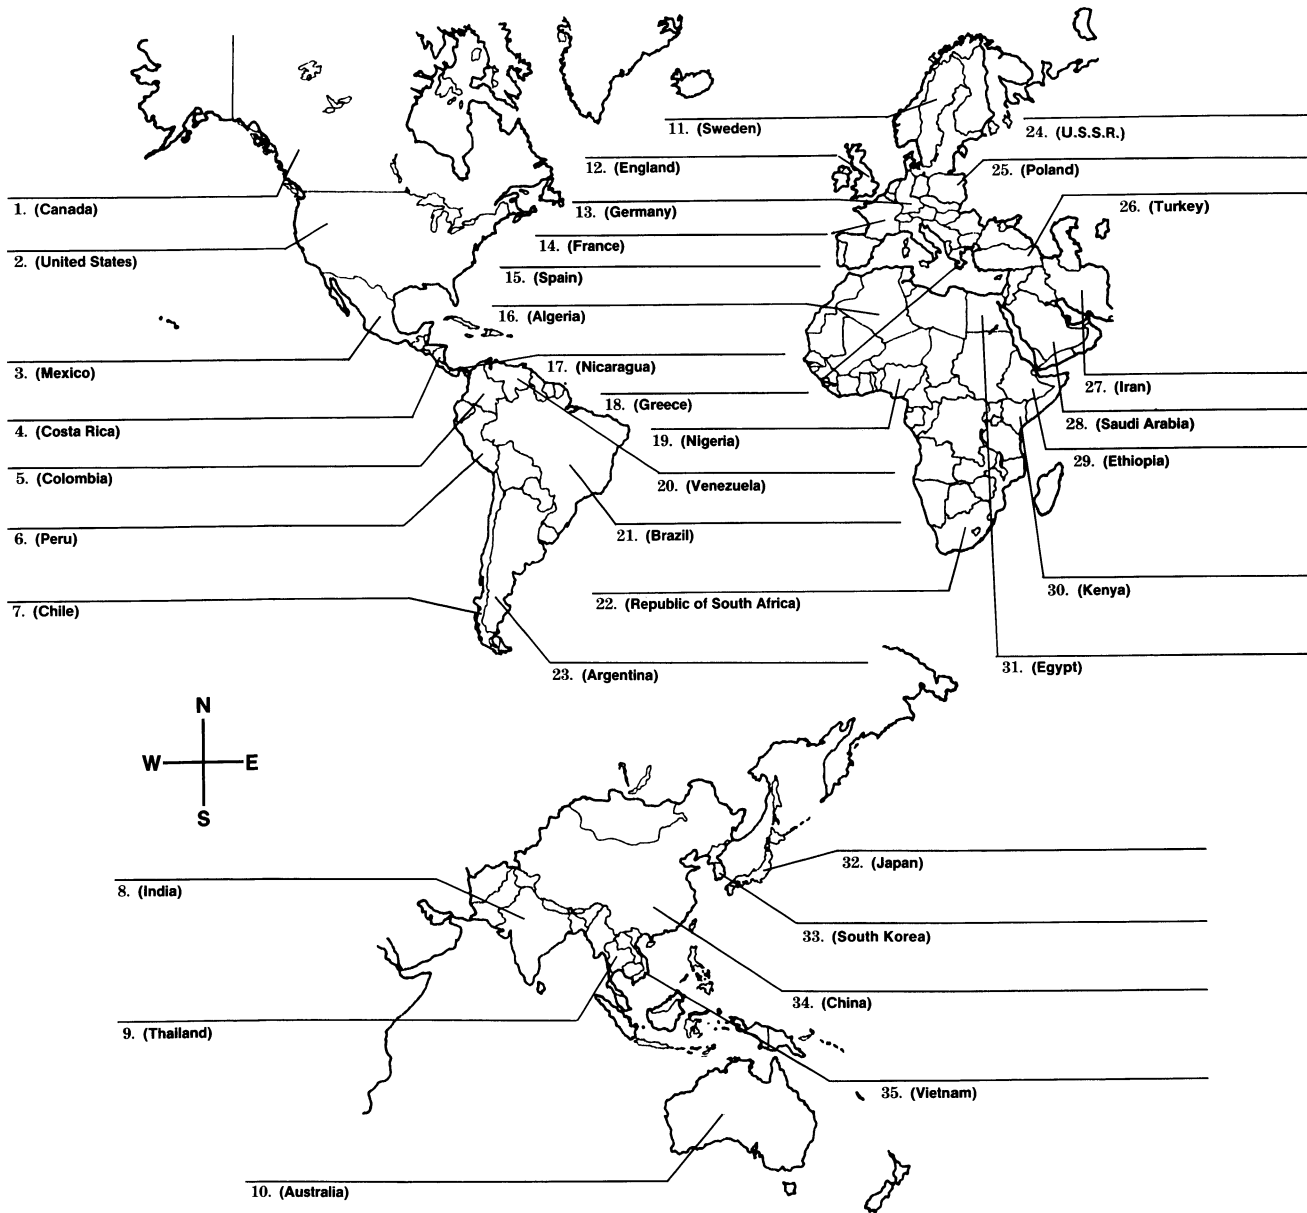 1. (Canada)
2. (United States)
3. (Mexico)
4. (Costa Rica)
5. (Colombia)
6. (Peru)
7. (Chile)
11. (Sweden)
12. (England)
13. (Germany)
14. (France)
15. (Spain)
16. (Algeria)
17. (Nicaragua)
18. (Greece)
19. (Nigeria)
20. (Venezuela)
21. (Brazil)
22. (Republic of South Africa)
23. (Argentina)
24. (U.S.S.R.)
25. (Poland)
26. (Turkey)
27. (Iran)
28. (Saudi Arabia)
29. (Ethiopia)
30. (Kenya)
31. (Egypt)
N
W E
S
8. (India)
9. (Thailand)
10. (Australia)
32. (Japan)
33. (South Korea)
34. (China)
35. (Vietnam)